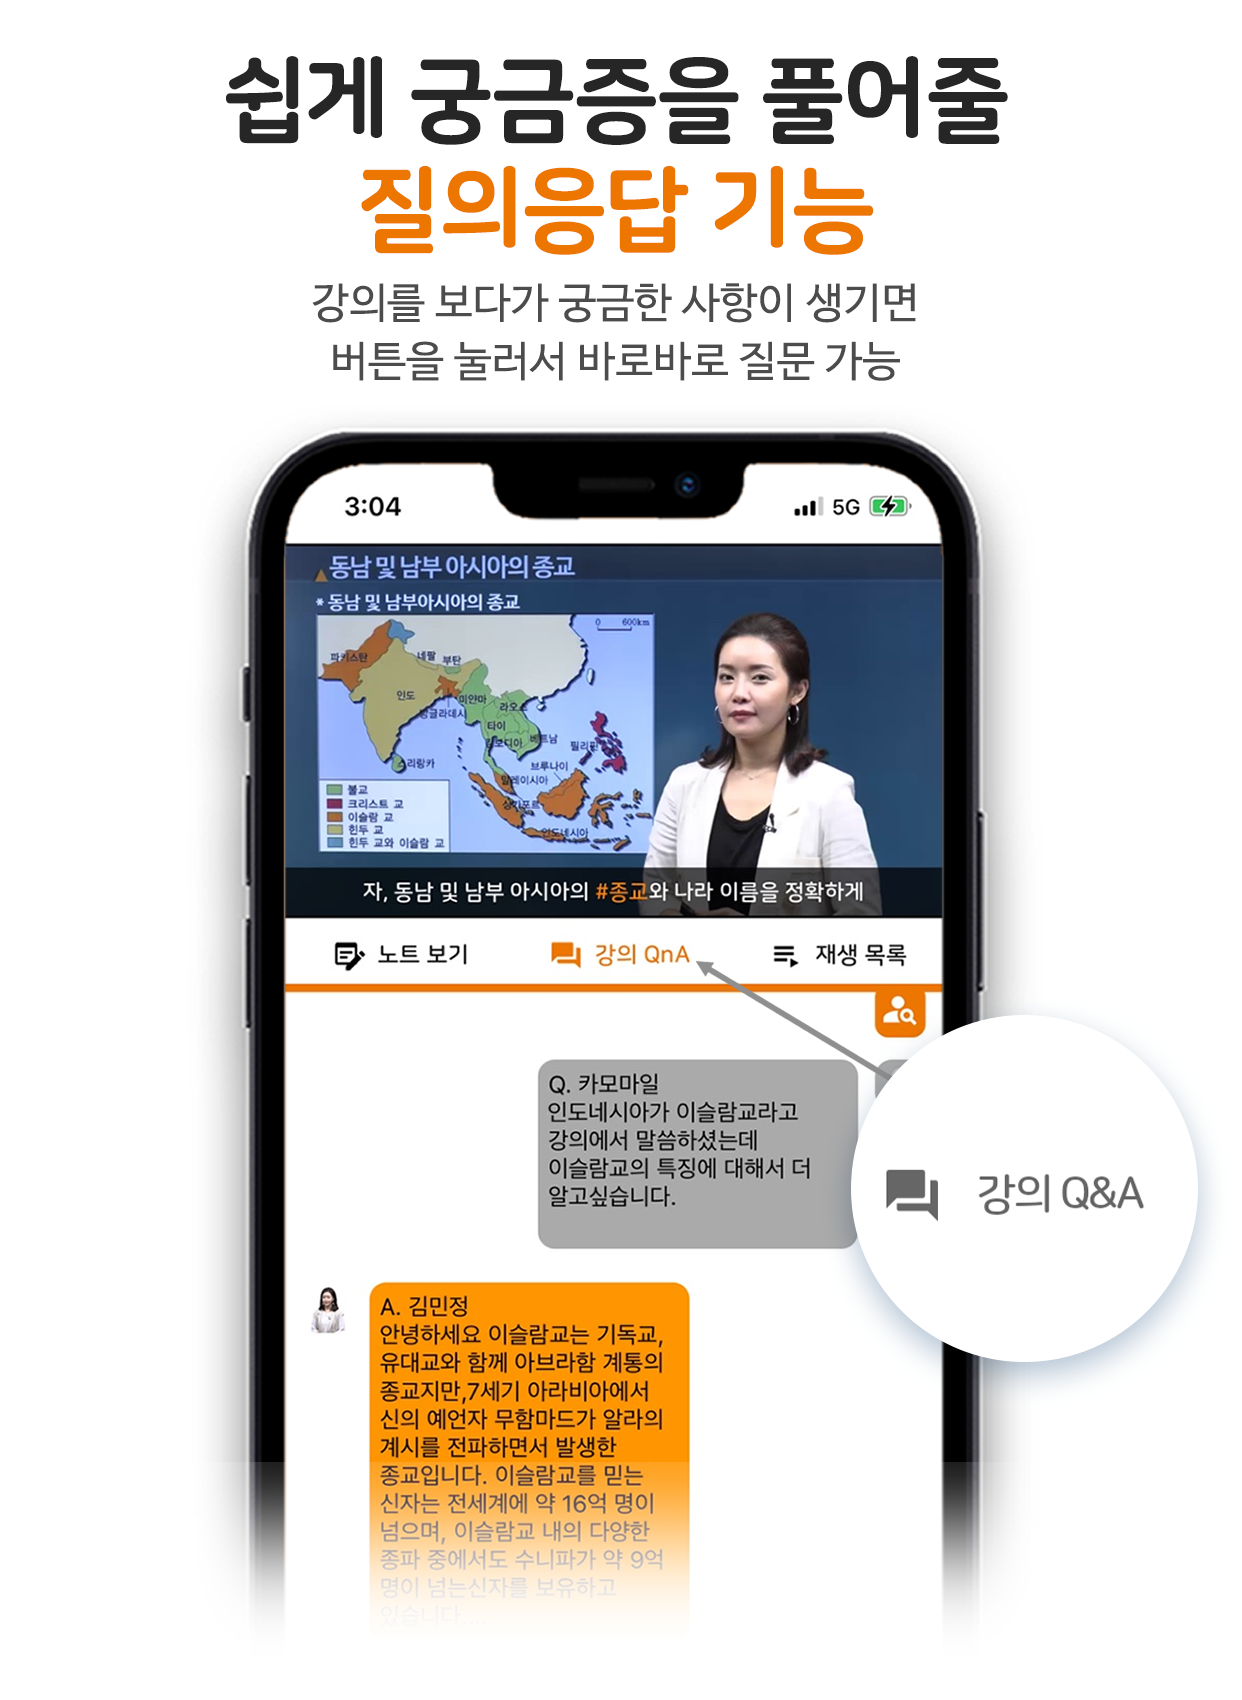 쉽게 궁금증을 풀어줄
질의응답 기능
강의를 보다가 궁금한 사항이 생기면
버튼을 눌러서 바로바로 질문 가능
3:04
5G
동남 및 남부 아시아의 종교
* 동남 및 남부아시아의 종교
0 600km
파키스탄
네팔
부탄
인도
방글라데시
미얀마
라오스
타이
캄보디아
베트남
필리핀
스리랑카
브루나이
말레이시아
싱가포르
인도네시아
불교
크리스트 교
이슬람 교
힌두 교
힌두 교와 이슬람 교
자, 동남 및 남부 아시아의 #종교와 나라 이름을 정확하게
노트 보기
강의 QnA
재생 목록
Q. 카모마일
인도네시아가 이슬람교라고
강의에서 말씀하셨는데
이슬람교의 특징에 대해서 더
알고싶습니다.
강의 Q&A
A. 김민정
안녕하세요 이슬람교는 기독교,
유대교와 함께 아브라함 계통의
종교지만,7세기 아라비아에서
신의 예언자 무함마드가 알라의
계시를 전파하면서 발생한
종교입니다. 이슬람교를 믿는
신자는 전세계에 약 16억 명이
넘으며, 이슬람교 내의 다양한
종파 중에서도 수니파가 약 9억
명이 넘는신자를 보유하고
있습니다....